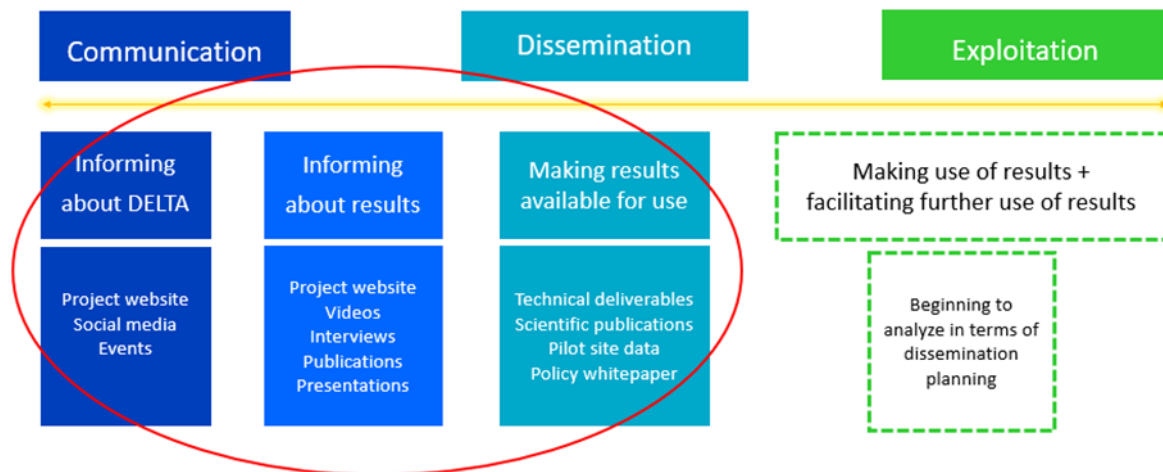 Communication
Dissemination
Exploitation
Informing
about DELTA
Informing
about results
Making results
available for use
Making use of results +
facilitating further use of results
Project website
Social media
Events
Project website
Videos
Interviews
Publications
Presentations
Technical deliverables
Scientific publications
Pilot site data
Policy whitepaper
Beginning to
analyze in terms of
dissemination
planning